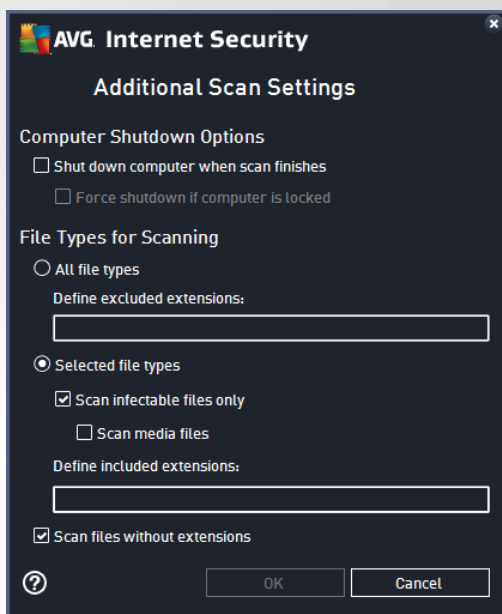 AVG Internet Security
Additional Scan Settings
Computer Shutdown Options
Shut down computer when scan finishes
Force shutdown if computer is locked
File Types for Scanning
All file types
Define excluded extensions:
Selected file types
Scan infectable files only
Scan media files
Define included extensions:
Scan files without extensions
? OK Cancel